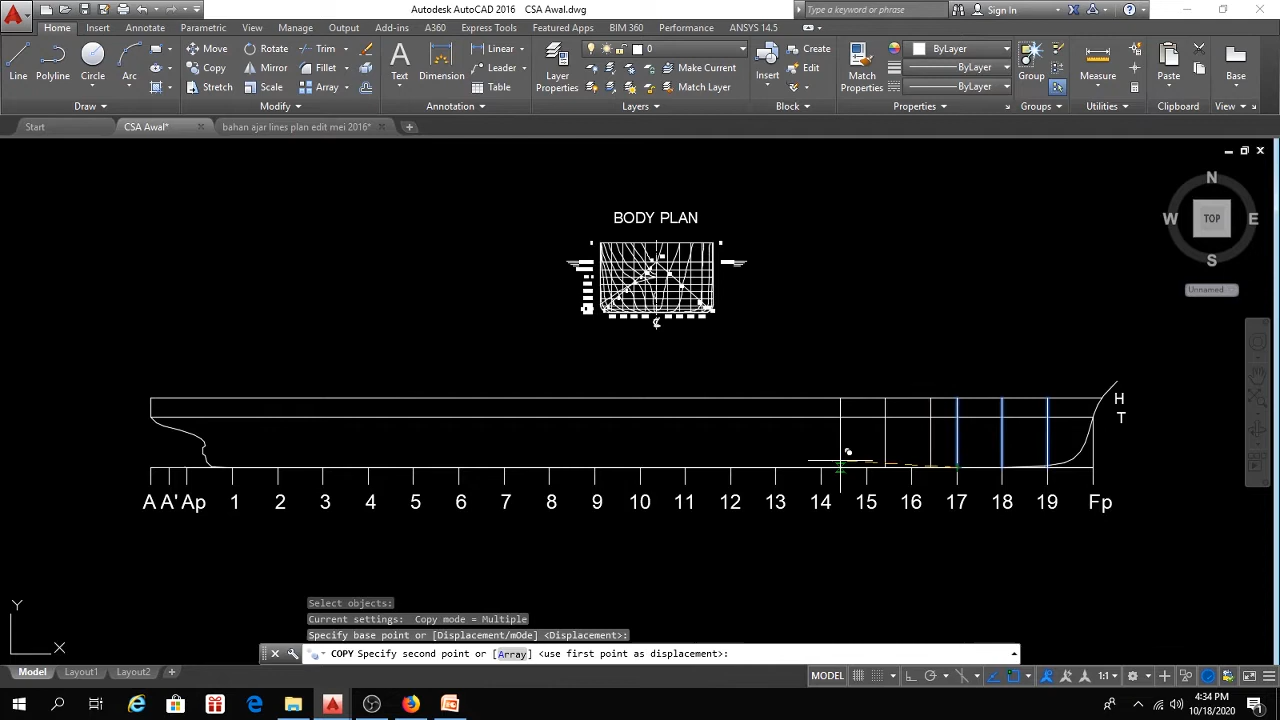 Autodesk AutoCAD 2016 CSA Awal.dwg
Type a keyword or phrase
Sign In
Home Insert Annotate Parametric View Manage Output Add-ins A360 Express Tools Featured Apps BIM 360 Performance ANSYS 14.5
Line Polyline Circle Arc
Move Rotate Trim
Copy Mirror Fillet
Stretch Scale Array
Text Dimension
Linear
Leader
Table
Layer Properties
0
Make Current
Match Layer
Insert
Create
Edit
Match Properties
ByLayer
ByLayer
ByLayer
Group
Measure
Paste
Base
Draw Modify Annotation Layers Block Properties Groups Utilities Clipboard View
Start CSA Awal* bahan ajar lines plan edit mei 2016*
N
W TOP E
S
Unnamed
BODY PLAN
H
T
A A' Ap 1 2 3 4 5 6 7 8 9 10 11 12 13 14 15 16 17 18 19 Fp
Y
X
Select objects:
Current settings: Copy mode = Multiple
Specify base point or [Displacement/mOde] <Displacement>:
COPY Specify second point or [Array] <use first point as displacement>:
Model Layout1 Layout2 +
MODEL 1:1
4:34 PM
10/18/2020